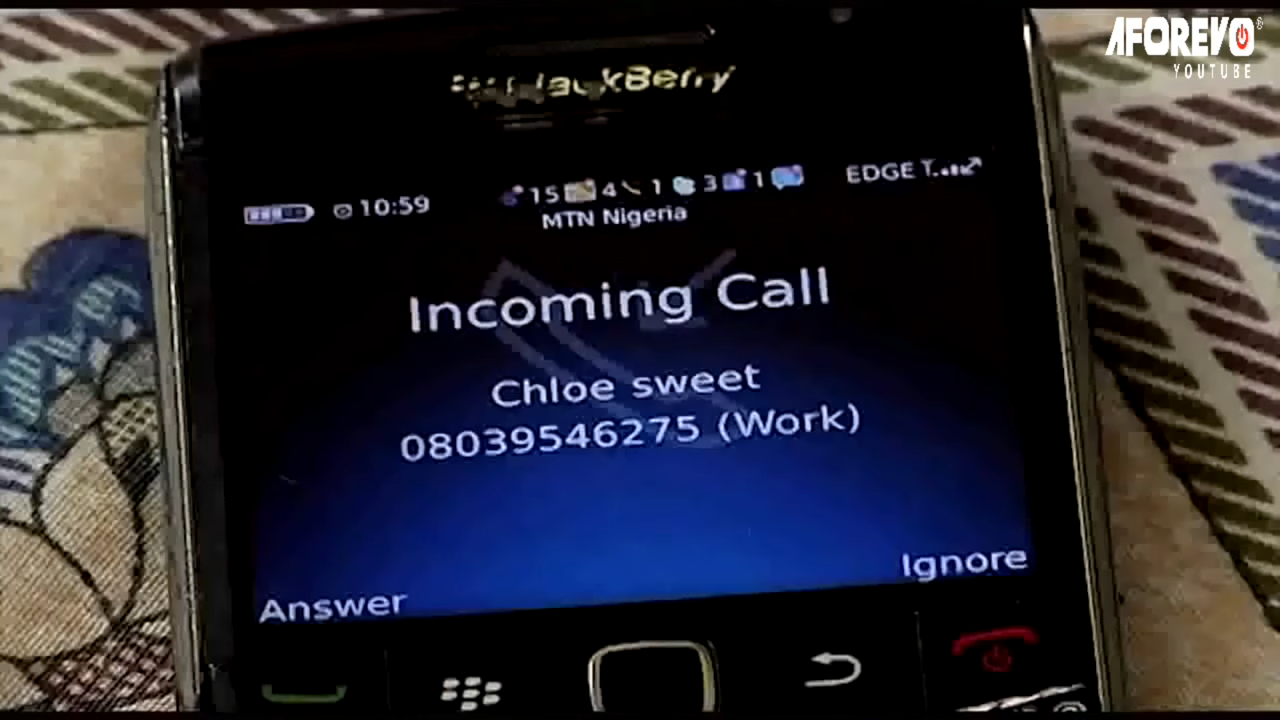 AFOREVO
YOUTUBE
BlackBerry
10:59
15 4 1 3 1
EDGE
MTN Nigeria
Incoming Call
Chloe sweet
08039546275 (Work)
Answer
Ignore